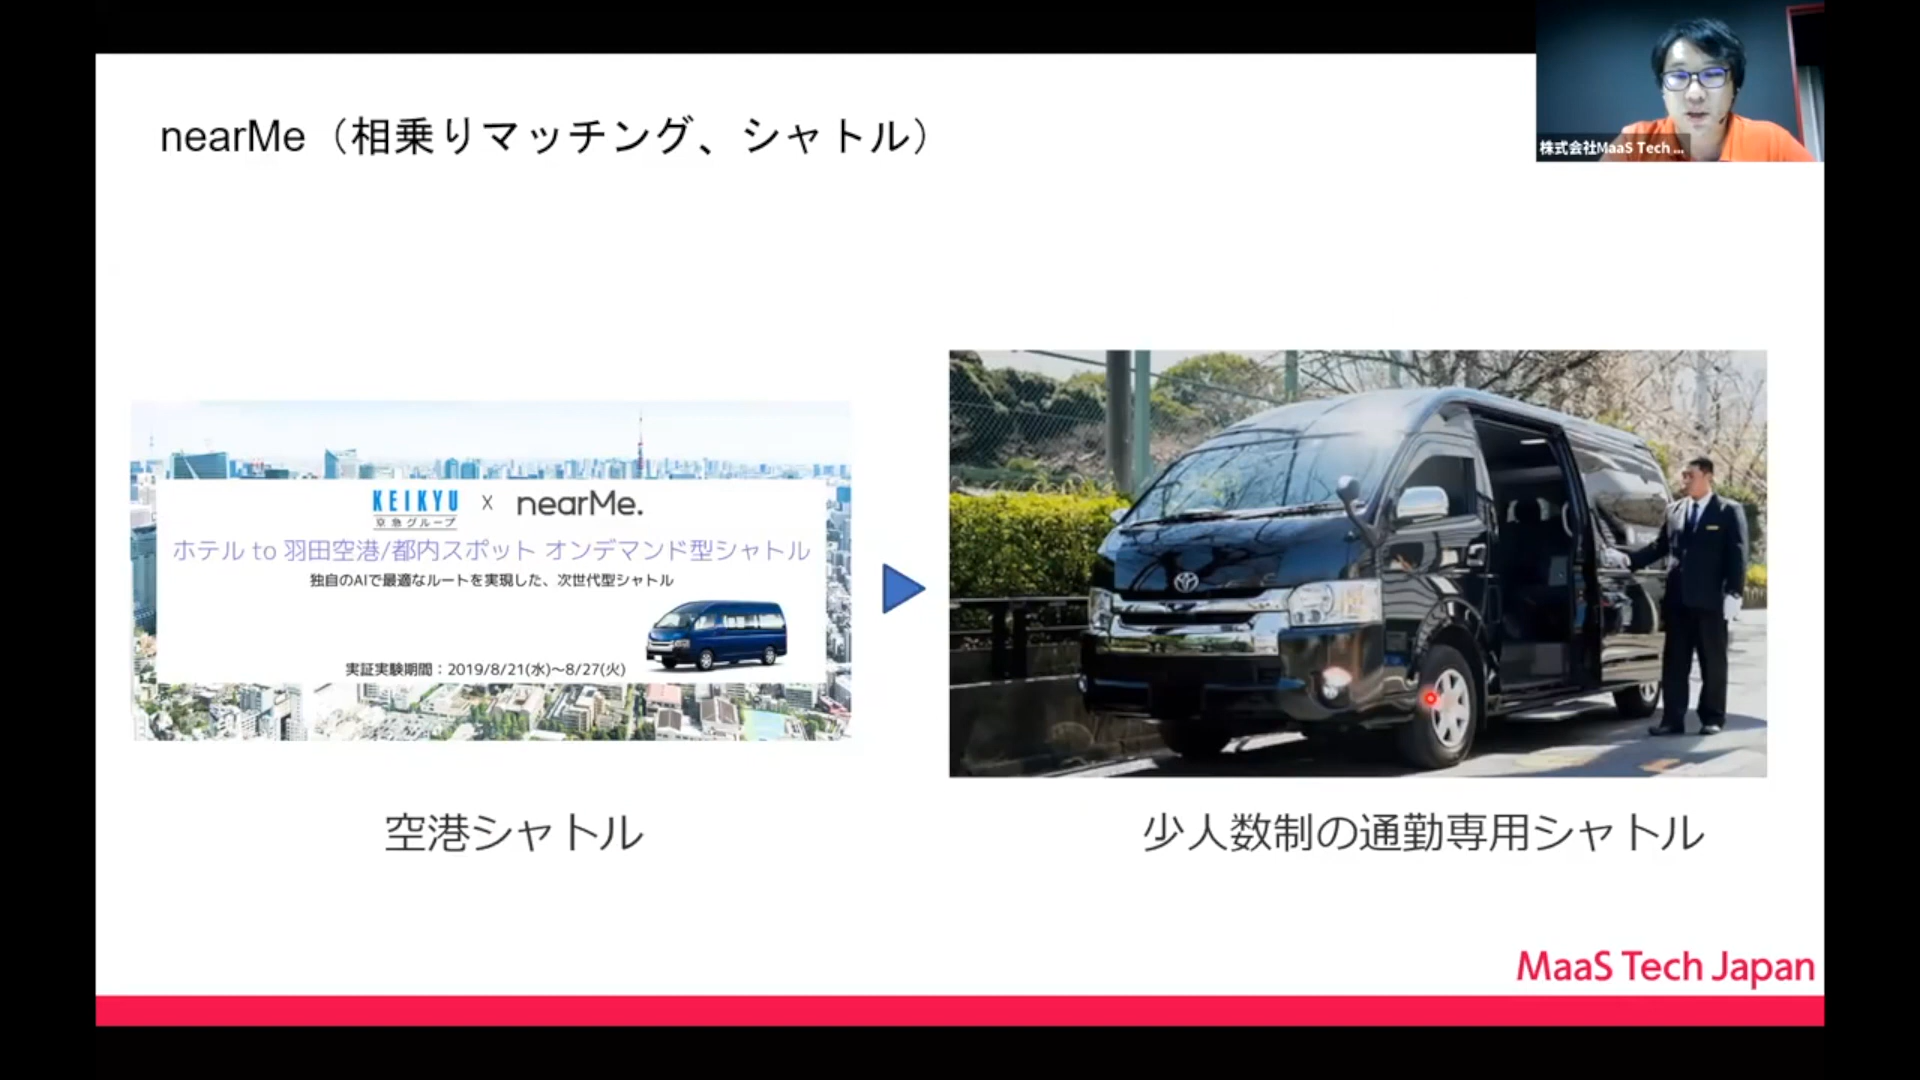 nearMe（相乗りマッチング、シャトル）
株式会社MaaS Tech ...
KEIKYU x nearMe.
京急グループ
ホテル to 羽田空港/都内スポット オンデマンド型シャトル
独自のAIで最適なルートを実現した、次世代型シャトル
実証実験期間：2019/8/21(水)～8/27(火)
空港シャトル
少人数制の通勤専用シャトル
MaaS Tech Japan